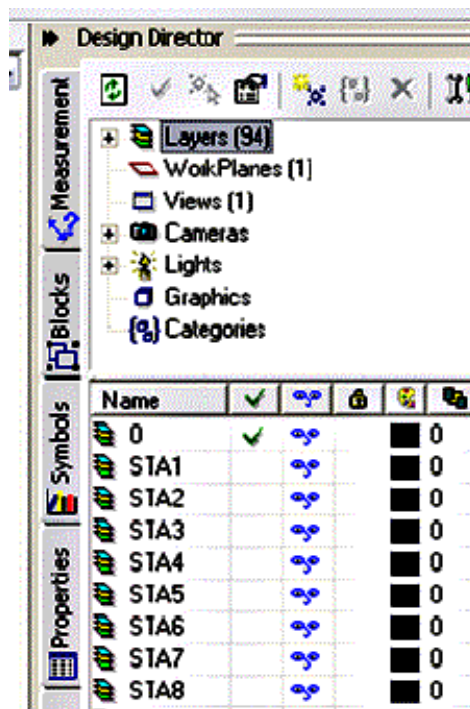 Design Director
Measurement
Blocks
Symbols
Properties
Layers (94)
WorkPlanes (1)
Views (1)
Cameras
Lights
Graphics
Categories
Name
0 0
STA1 0
STA2 0
STA3 0
STA4 0
STA5 0
STA6 0
STA7 0
STA8 0